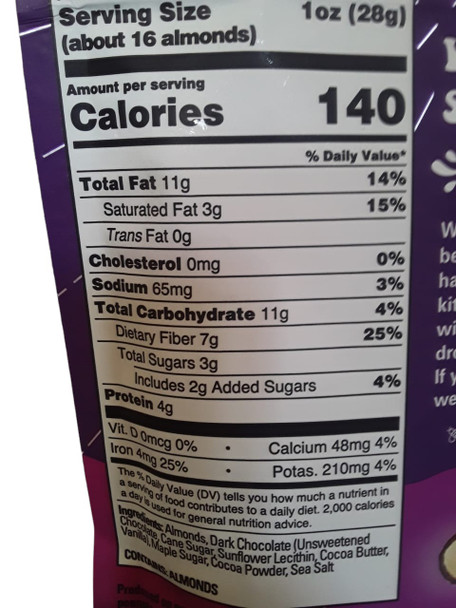 Serving Size 1oz (28g)
(about 16 almonds)
Amount per serving
Calories 140
% Daily Value*
Total Fat 11g 14%
Saturated Fat 3g 15%
Trans Fat 0g
Cholesterol 0mg 0%
Sodium 65mg 3%
Total Carbohydrate 11g 4%
Dietary Fiber 7g 25%
Total Sugars 3g
Includes 2g Added Sugars 4%
Protein 4g
Vit. D 0mcg 0% • Calcium 48mg 4%
Iron 4mg 25% • Potas. 210mg 4%
The % Daily Value (DV) tells you how much a nutrient in
a serving of food contributes to a daily diet. 2,000 calories
a day is used for general nutrition advice.
Ingredients: Almonds, Dark Chocolate (Unsweetened
Chocolate, Cane Sugar, Sunflower Lecithin, Cocoa Butter,
Vanilla), Maple Sugar, Cocoa Powder, Sea Salt
CONTAINS: ALMONDS